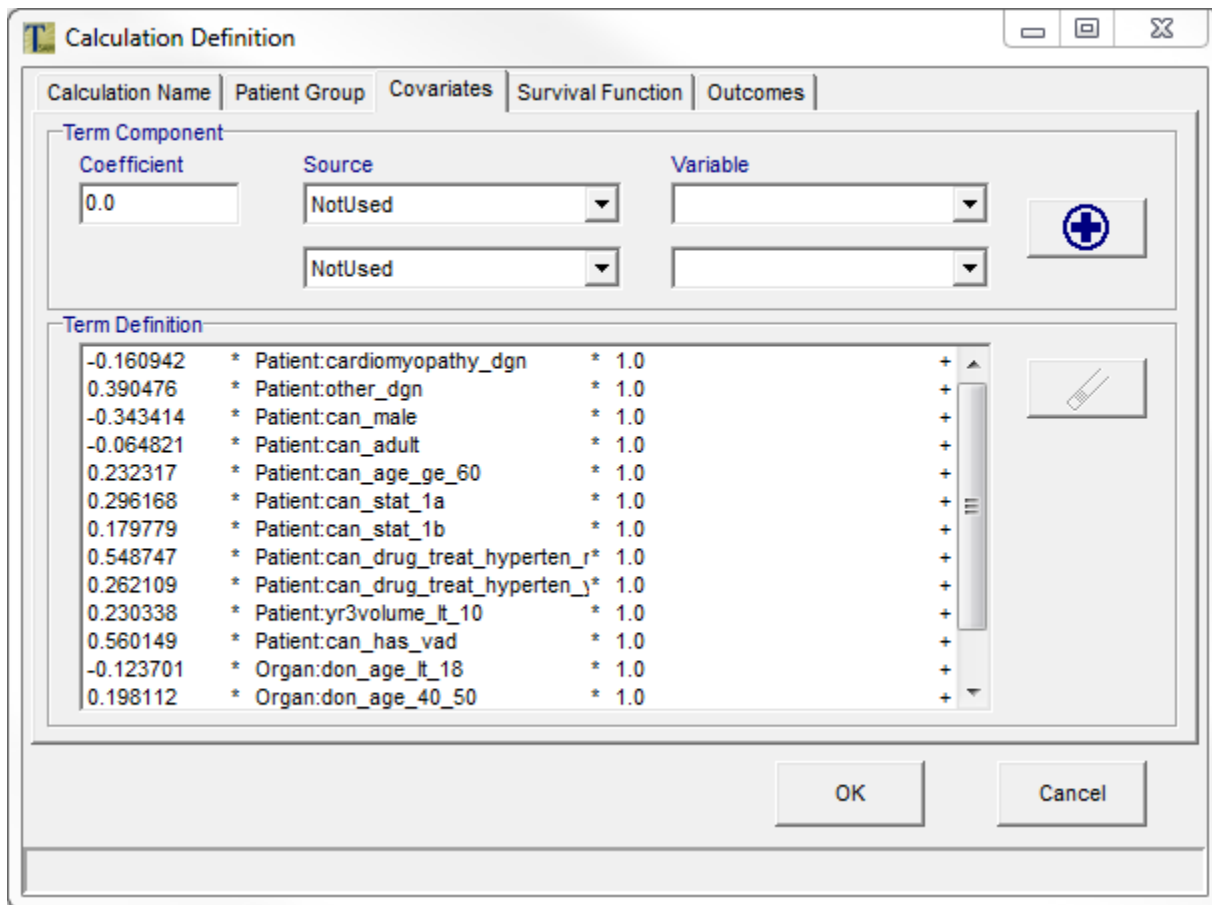 Calculation Definition
Calculation Name Patient Group Covariates Survival Function Outcomes
Term Component
Coefficient Source Variable
0.0 NotUsed
NotUsed
Term Definition
-0.160942 * Patient:cardiomyopathy_dgn * 1.0 +
0.390476 * Patient:other_dgn * 1.0 +
-0.343414 * Patient:can_male * 1.0 +
-0.064821 * Patient:can_adult * 1.0 +
0.232317 * Patient:can_age_ge_60 * 1.0 +
0.296168 * Patient:can_stat_1a * 1.0 +
0.179779 * Patient:can_stat_1b * 1.0 +
0.548747 * Patient:can_drug_treat_hyperten_r* 1.0 +
0.262109 * Patient:can_drug_treat_hyperten_y* 1.0 +
0.230338 * Patient:yr3volume_lt_10 * 1.0 +
0.560149 * Patient:can_has_vad * 1.0 +
-0.123701 * Organ:don_age_lt_18 * 1.0 +
0.198112 * Organ:don_age_40_50 * 1.0 +
OK Cancel